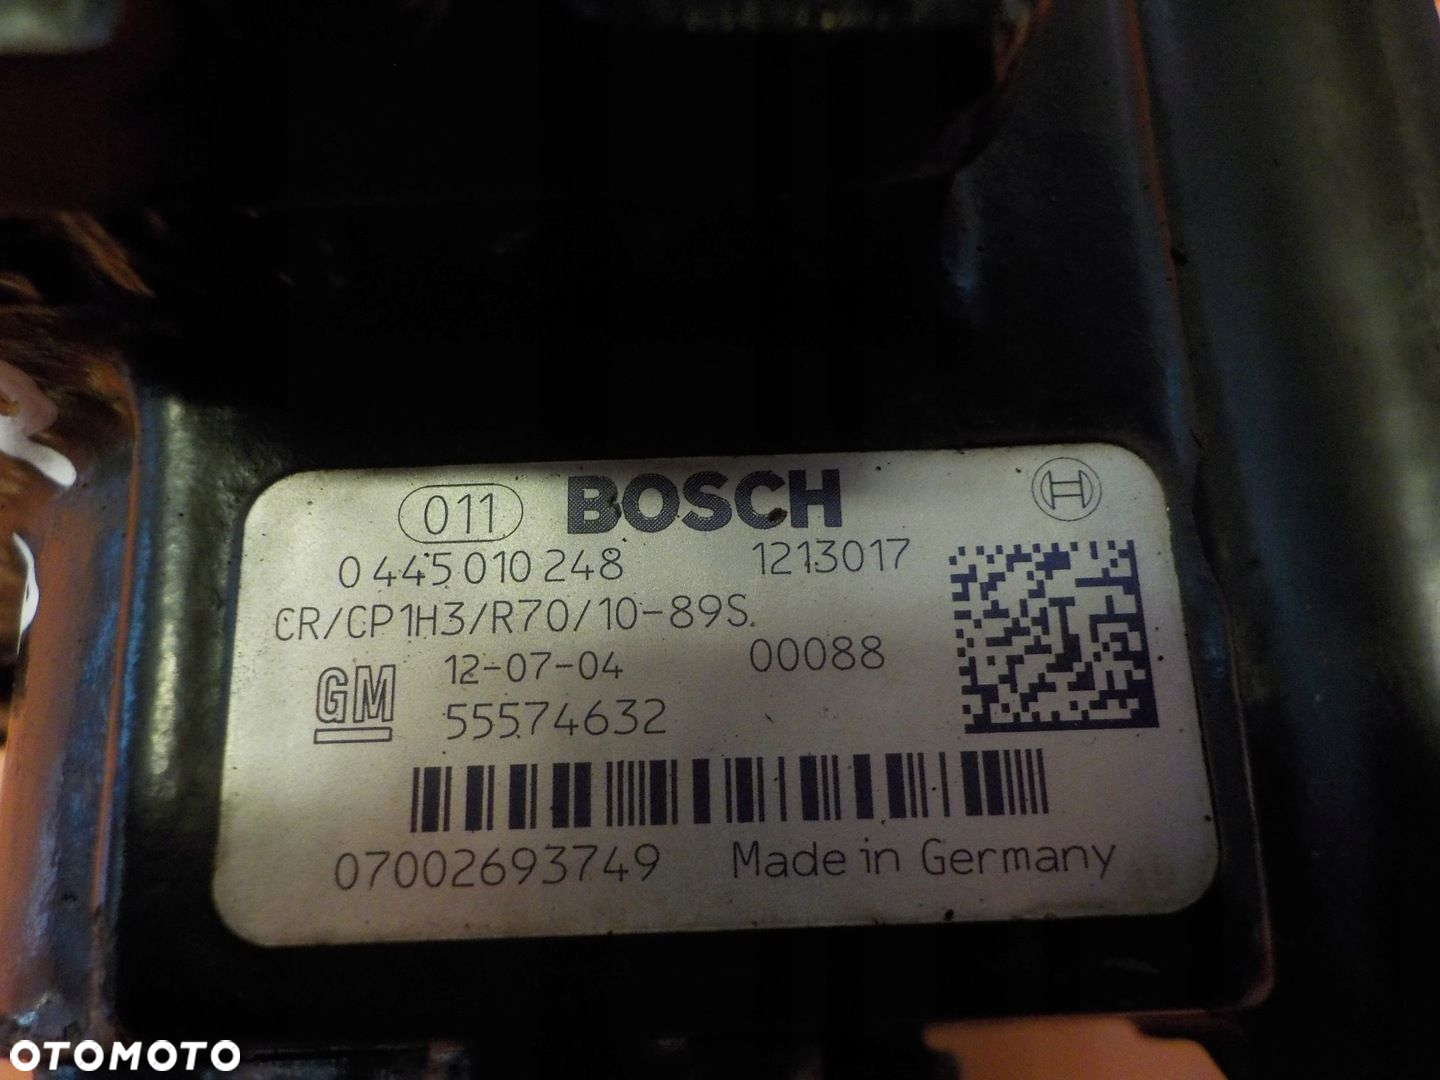 011 BOSCH
0 445 010 248 1213017
CR/CP1H3/R70/10-89S.
GM 12-07-04 00088
55574632
07002693749 Made in Germany
OTOMOTO